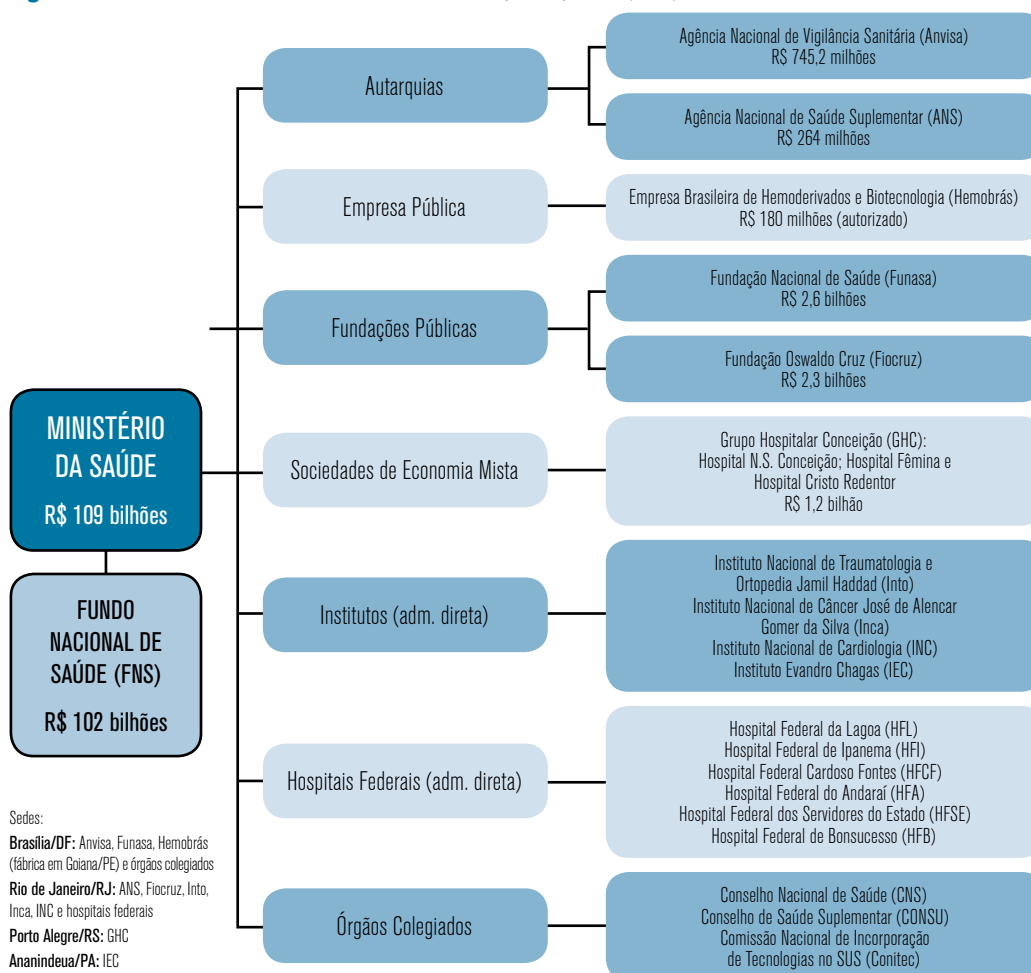 Autarquias
Agência Nacional de Vigilância Sanitária (Anvisa)
R$ 745,2 milhões
Agência Nacional de Saúde Suplementar (ANS)
R$ 264 milhões
Empresa Pública
Empresa Brasileira de Hemoderivados e Biotecnologia (Hemobrás)
R$ 180 milhões (autorizado)
Fundações Públicas
Fundação Nacional de Saúde (Funasa)
R$ 2,6 bilhões
Fundação Oswaldo Cruz (Fiocruz)
R$ 2,3 bilhões
MINISTÉRIO
DA SAÚDE
R$ 109 bilhões
FUNDO
NACIONAL DE
SAÚDE (FNS)
R$ 102 bilhões
Sociedades de Economia Mista
Grupo Hospitalar Conceição (GHC):
Hospital N.S. Conceição; Hospital Fêmina e
Hospital Cristo Redentor
R$ 1,2 bilhão
Institutos (adm. direta)
Instituto Nacional de Traumatologia e
Ortopedia Jamil Haddad (Into)
Instituto Nacional de Câncer José de Alencar
Gomer da Silva (Inca)
Instituto Nacional de Cardiologia (INC)
Instituto Evandro Chagas (IEC)
Hospitais Federais (adm. direta)
Hospital Federal da Lagoa (HFL)
Hospital Federal de Ipanema (HFI)
Hospital Federal Cardoso Fontes (HFCF)
Hospital Federal do Andaraí (HFA)
Hospital Federal dos Servidores do Estado (HFSE)
Hospital Federal de Bonsucesso (HFB)
Órgãos Colegiados
Conselho Nacional de Saúde (CNS)
Conselho de Saúde Suplementar (CONSU)
Comissão Nacional de Incorporação
de Tecnologias no SUS (Conitec)
Sedes:
Brasília/DF: Anvisa, Funasa, Hemobrás
(fábrica em Goiana/PE) e órgãos colegiados
Rio de Janeiro/RJ: ANS, Fiocruz, Into,
Inca, INC e hospitais federais
Porto Alegre/RS: GHC
Ananindeua/PA: IEC